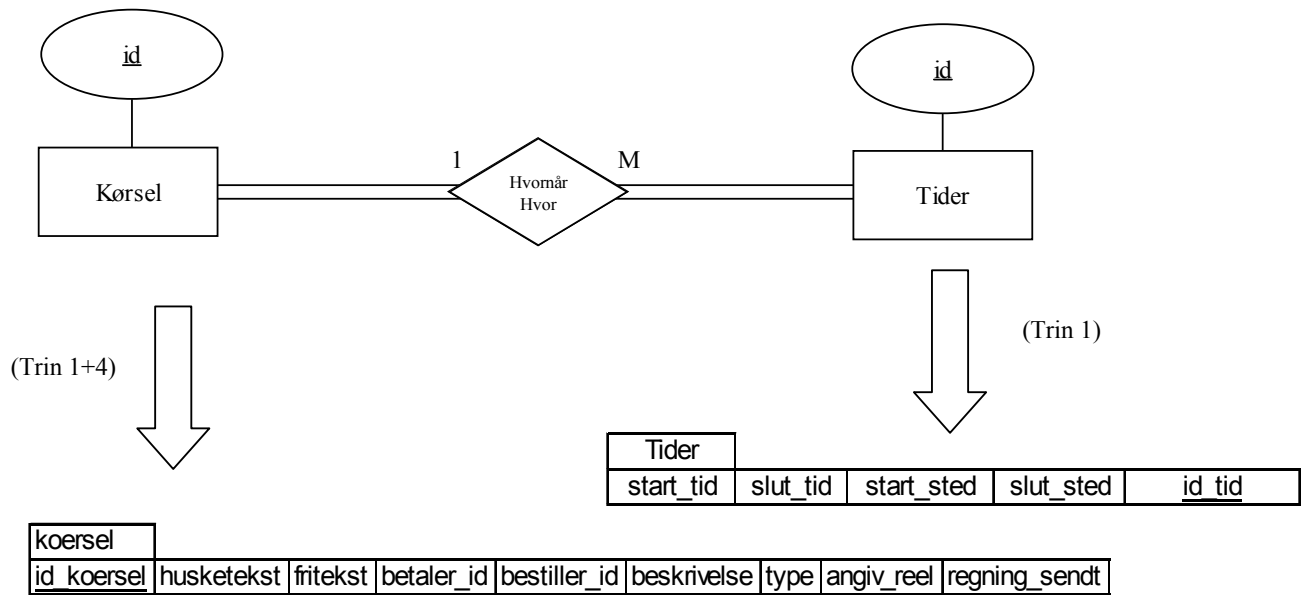 id
id
1
M
Kørsel
Hvornår
Hvor
Tider
(Trin 1+4)
(Trin 1)
Tider
start_tid slut_tid start_sted slut_sted id_tid
koersel
id_koersel husketekst fritekst betaler_id bestiller_id beskrivelse type angiv_reel regning_sendt